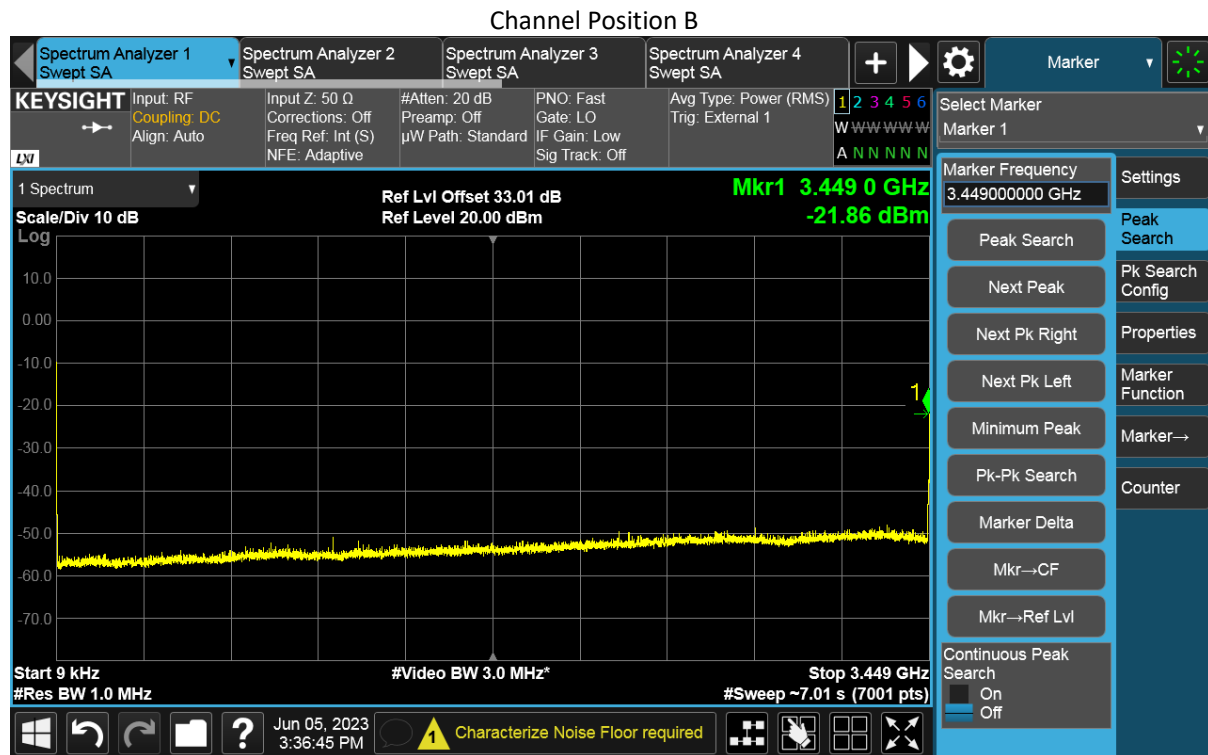 Channel Position B
Spectrum Analyzer 1
Swept SA
Spectrum Analyzer 2
Swept SA
Spectrum Analyzer 3
Swept SA
Spectrum Analyzer 4
Swept SA
Marker
KEYSIGHT
LXI
Input: RF
Coupling: DC
Align: Auto
Input Z: 50 Ω
Corrections: Off
Freq Ref: Int (S)
NFE: Adaptive
#Atten: 20 dB
Preamp: Off
µW Path: Standard
PNO: Fast
Gate: LO
IF Gain: Low
Sig Track: Off
Avg Type: Power (RMS)
Trig: External 1
1 2 3 4 5 6
W W W W W W
A N N N N N
Select Marker
Marker 1
1 Spectrum
Scale/Div 10 dB
Log
Ref Lvl Offset 33.01 dB
Ref Level 20.00 dBm
Mkr1 3.449 0 GHz
-21.86 dBm
10.0
0.00
-10.0
-20.0
-30.0
-40.0
-50.0
-60.0
-70.0
1
Start 9 kHz
#Res BW 1.0 MHz
#Video BW 3.0 MHz*
Stop 3.449 GHz
#Sweep ~7.01 s (7001 pts)
Marker Frequency
3.449000000 GHz
Peak Search
Next Peak
Next Pk Right
Next Pk Left
Minimum Peak
Pk-Pk Search
Marker Delta
Mkr→CF
Mkr→Ref Lvl
Continuous Peak
Search
On
Off
Settings
Peak
Search
Pk Search
Config
Properties
Marker
Function
Marker→
Counter
?
Jun 05, 2023
3:36:45 PM
1
Characterize Noise Floor required